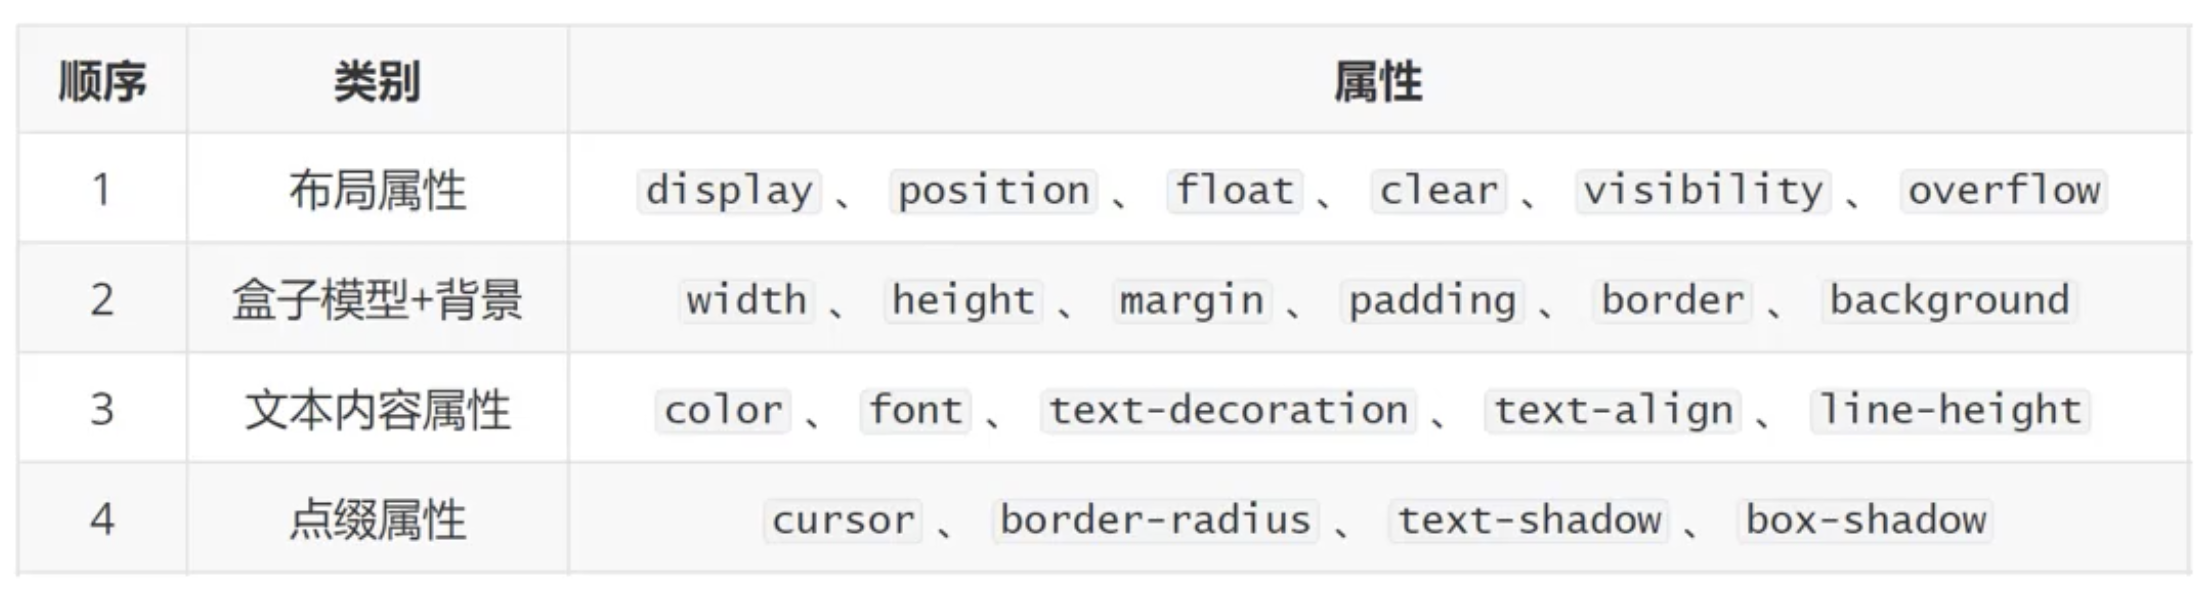 顺序 类别 属性
1 布局属性 display、position、float、clear、visibility、overflow
2 盒子模型+背景 width、height、margin、padding、border、background
3 文本内容属性 color、font、text-decoration、text-align、line-height
4 点缀属性 cursor、border-radius、text-shadow、box-shadow